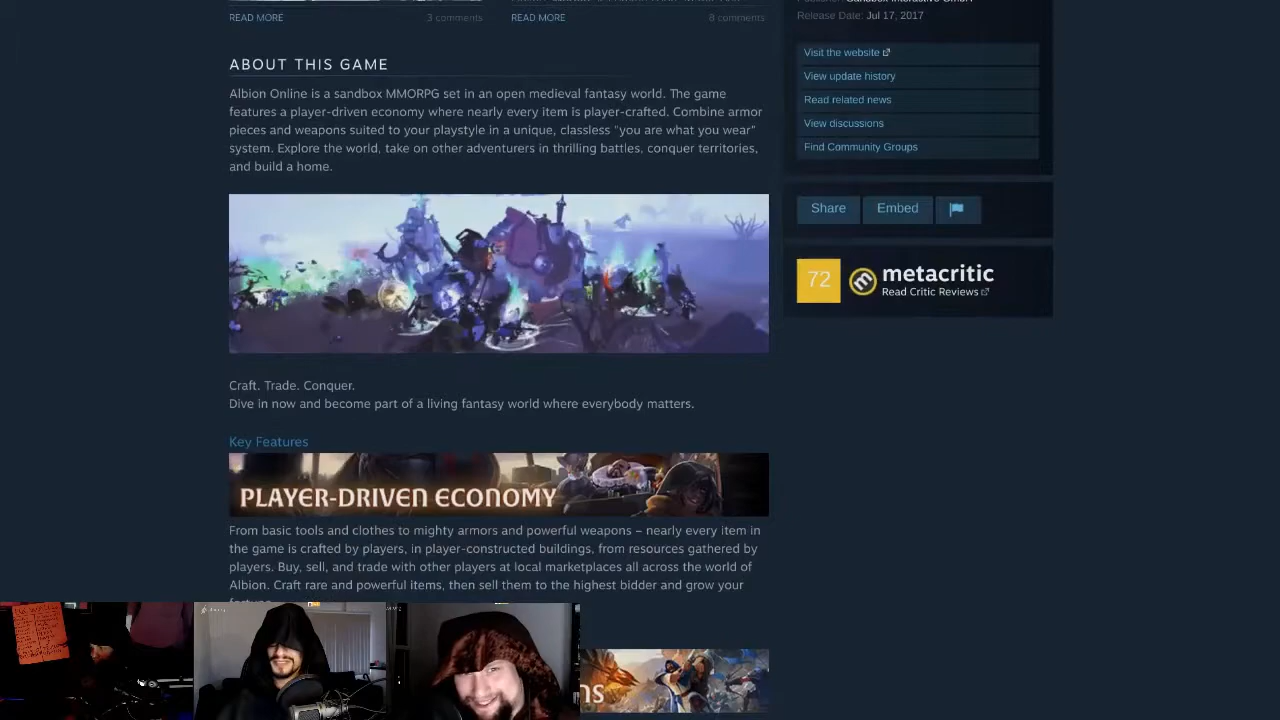 READ MORE
3 comments
READ MORE
8 comments
Release Date: Jul 17, 2017
Visit the website
View update history
Read related news
View discussions
Find Community Groups
Share
Embed
72
metacritic
Read Critic Reviews
ABOUT THIS GAME
Albion Online is a sandbox MMORPG set in an open medieval fantasy world. The game
features a player-driven economy where nearly every item is player-crafted. Combine armor
pieces and weapons suited to your playstyle in a unique, classless "you are what you wear"
system. Explore the world, take on other adventurers in thrilling battles, conquer territories,
and build a home.
Craft. Trade. Conquer.
Dive in now and become part of a living fantasy world where everybody matters.
Key Features
PLAYER-DRIVEN ECONOMY
From basic tools and clothes to mighty armors and powerful weapons – nearly every item in
the game is crafted by players, in player-constructed buildings, from resources gathered by
players. Buy, sell, and trade with other players at local marketplaces all across the world of
Albion. Craft rare and powerful items, then sell them to the highest bidder and grow your